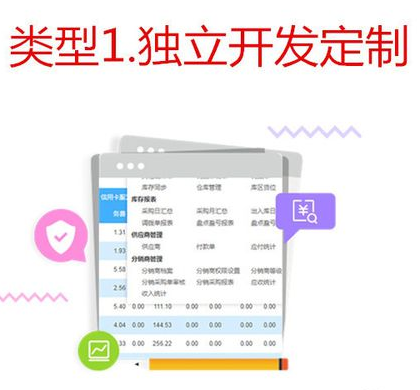 类型1.独立开发定制
库存同步 仓库管理 库区货位
库存报表
采购日汇总 采购月汇总 出入库日
调拨单报表 盘点盈亏报表 盘点盈亏
供应商管理
供应商 付款单 应付统计
分销商管理
分销商档案 分销商权限设置 分销商等级
分销采购单审核 分销采购报表 应收统计
收入统计
信用卡
1.31
1.93
5.58
2.56
5.40 0.00 111.10 0.00 0.00 0.00
4.04 0.00 144.53 0.00 0.00 0.00
.33 0.00 256.22 0.00 0.00 0.00